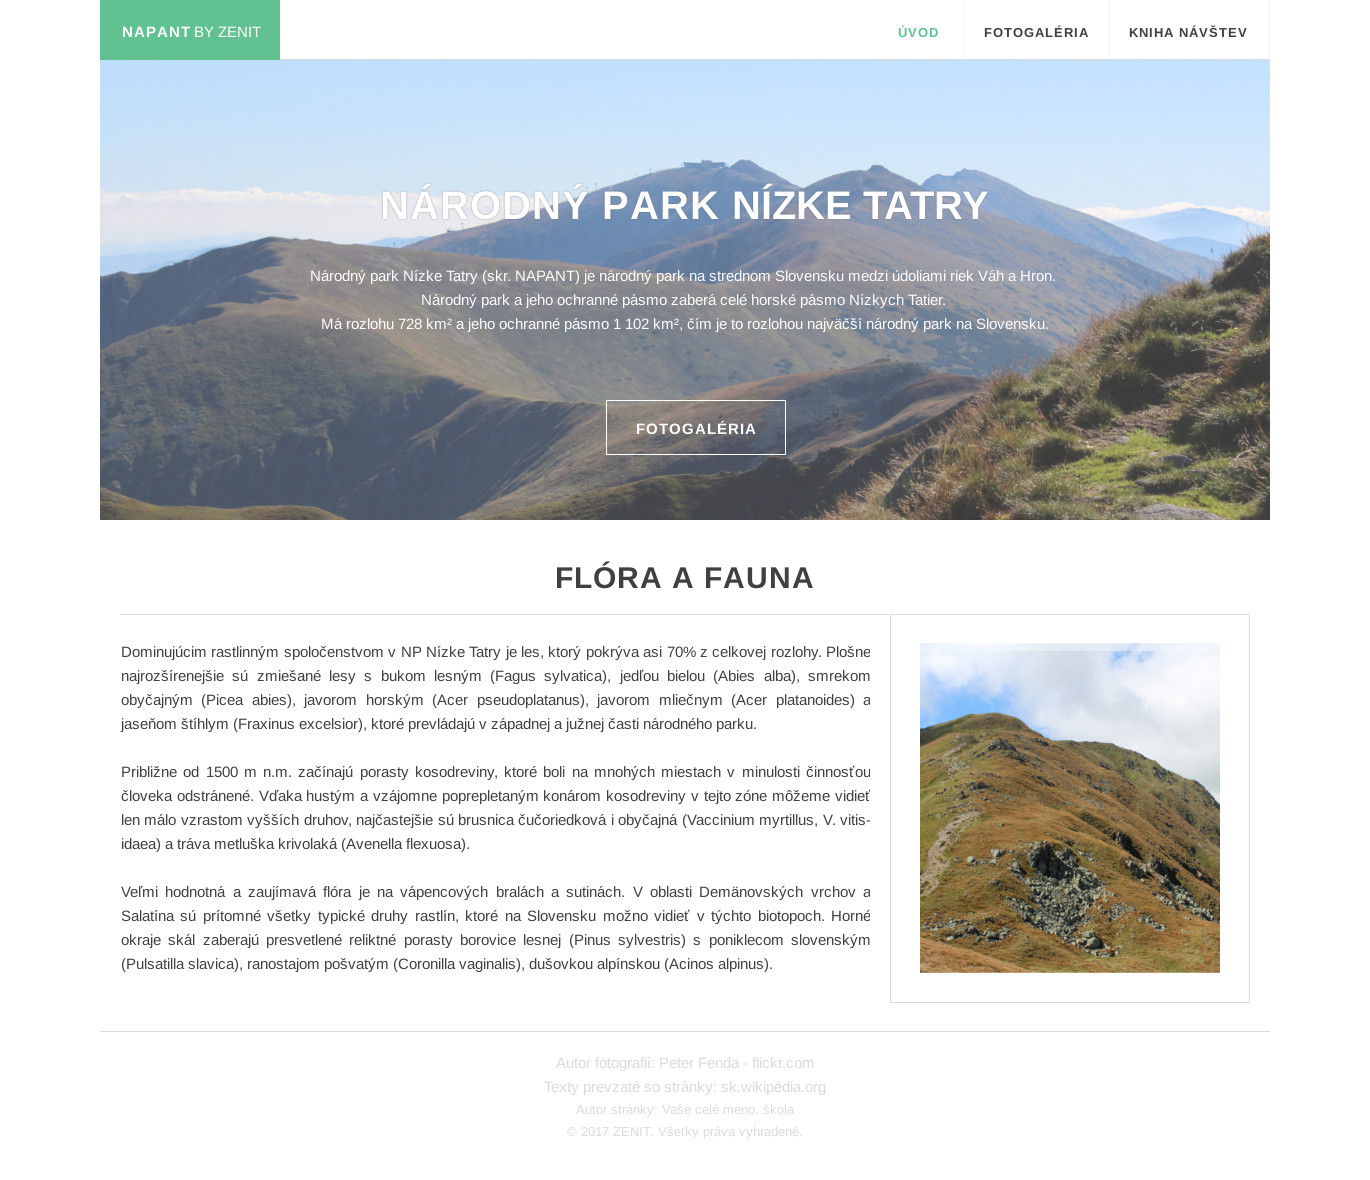 NAPANT BY ZENIT
ÚVOD
FOTOGALÉRIA
KNIHA NÁVŠTEV
NÁRODNÝ PARK NÍZKE TATRY
Národný park Nízke Tatry (skr. NAPANT) je národný park na strednom Slovensku medzi údoliami riek Váh a Hron.
Národný park a jeho ochranné pásmo zaberá celé horské pásmo Nízkych Tatier.
Má rozlohu 728 km² a jeho ochranné pásmo 1 102 km², čím je to rozlohou najväčší národný park na Slovensku.
FOTOGALÉRIA
FLÓRA A FAUNA
Dominujúcim rastlinným spoločenstvom v NP Nízke Tatry je les, ktorý pokrýva asi 70% z celkovej rozlohy. Plošne
najrozšírenejšie sú zmiešané lesy s bukom lesným (Fagus sylvatica), jedľou bielou (Abies alba), smrekom
obyčajným (Picea abies), javorom horským (Acer pseudoplatanus), javorom mliečnym (Acer platanoides) a
jaseňom štíhlym (Fraxinus excelsior), ktoré prevládajú v západnej a južnej časti národného parku.
Približne od 1500 m n.m. začínajú porasty kosodreviny, ktoré boli na mnohých miestach v minulosti činnosťou
človeka odstránené. Vďaka hustým a vzájomne poprepletaným konárom kosodreviny v tejto zóne môžeme vidieť
len málo vzrastom vyšších druhov, najčastejšie sú brusnica čučoriedková i obyčajná (Vaccinium myrtillus, V. vitis-
idaea) a tráva metluška krivolaká (Avenella flexuosa).
Veľmi hodnotná a zaujímavá flóra je na vápencových bralách a sutinách. V oblasti Demänovských vrchov a
Salatína sú prítomné všetky typické druhy rastlín, ktoré na Slovensku možno vidieť v týchto biotopoch. Horné
okraje skál zaberajú presvetlené reliktné porasty borovice lesnej (Pinus sylvestris) s poniklecom slovenským
(Pulsatilla slavica), ranostajom pošvatým (Coronilla vaginalis), dušovkou alpínskou (Acinos alpinus).
Autor fotografii: Peter Fenda - flickr.com
Texty prevzaté so stránky: sk.wikipédia.org
Autor stránky: Vaše celé meno, škola
© 2017 ZENIT. Všetky práva vyhradené.